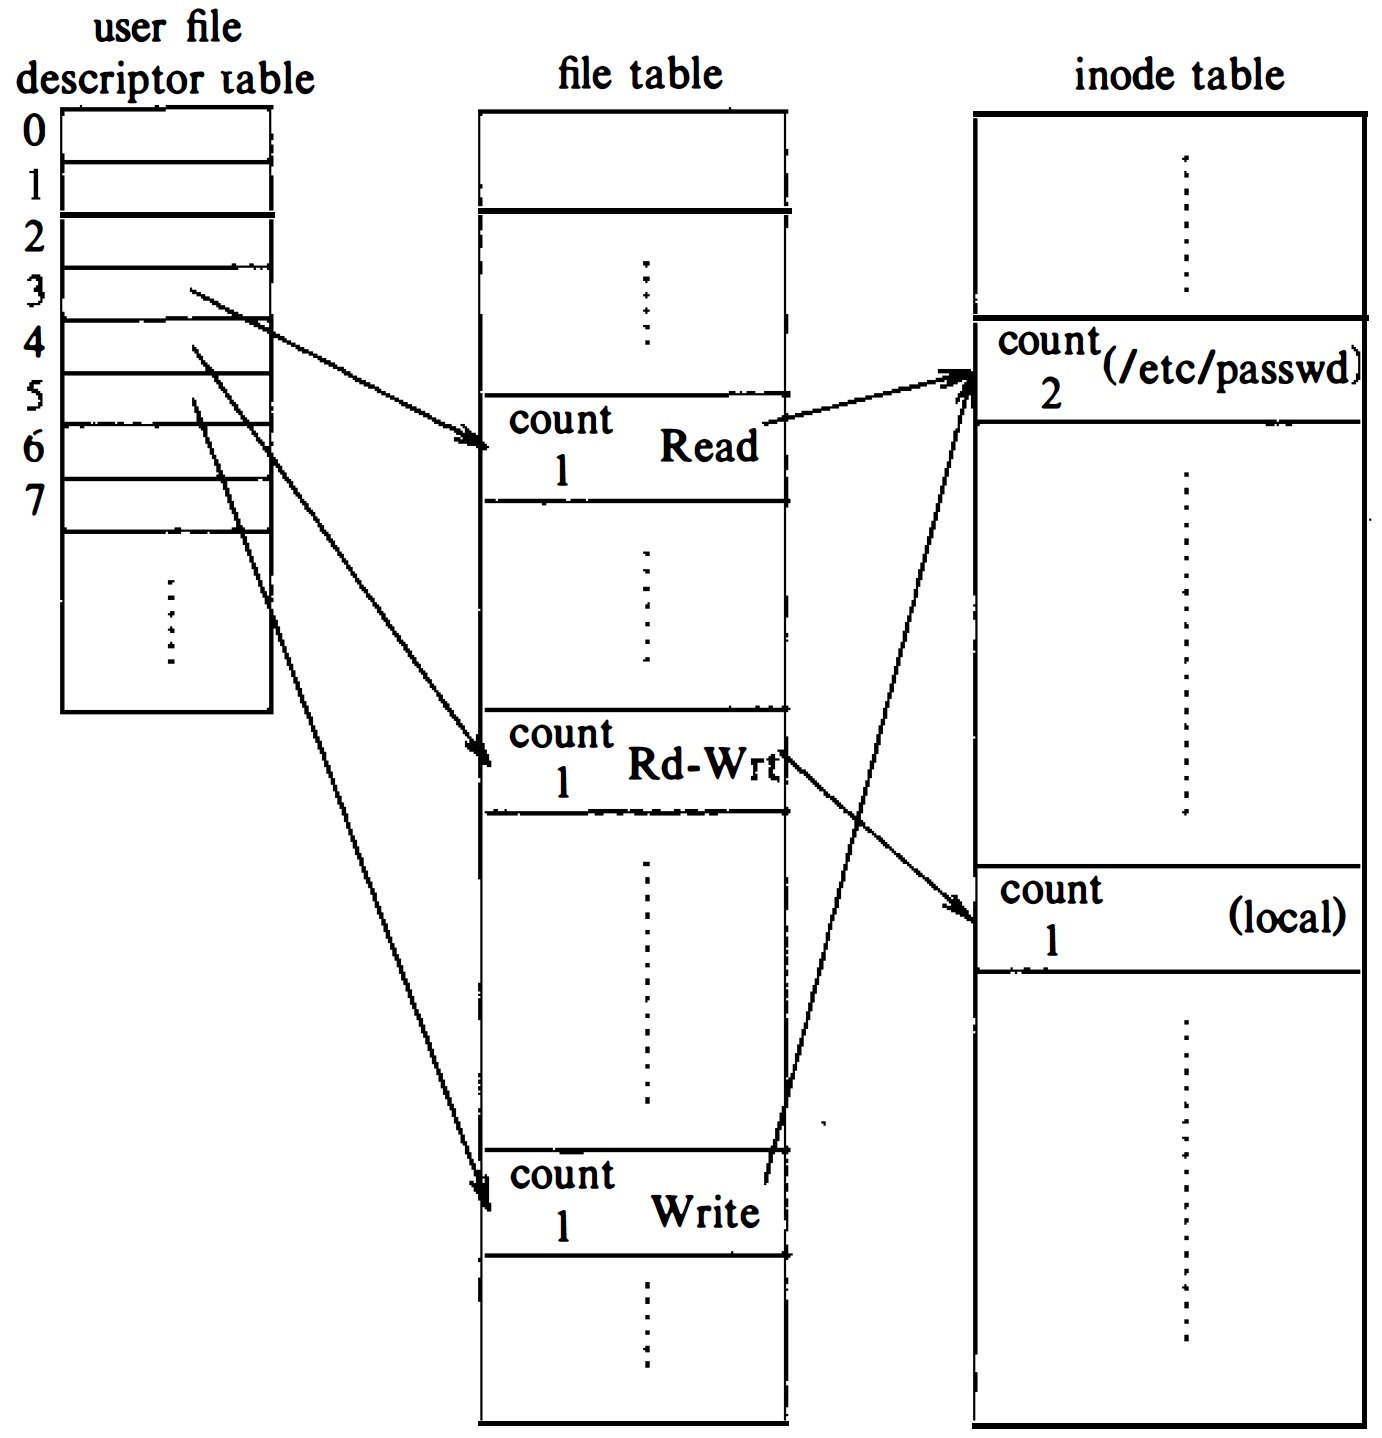 user file
descriptor table
0
1
2
3
4
5
6
7
file table
count
1
Read
count
1
Rd-Wrt
count
1
Write
inode table
count
2
(/etc/passwd)
count
1
(local)